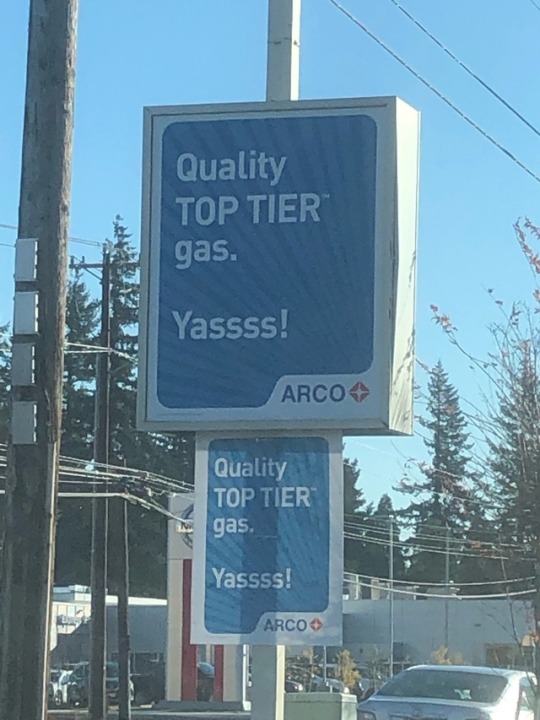 Quality
TOP TIER™
gas.
Yassss!
ARCO
Quality
TOP TIER™
gas.
Yassss!
ARCO